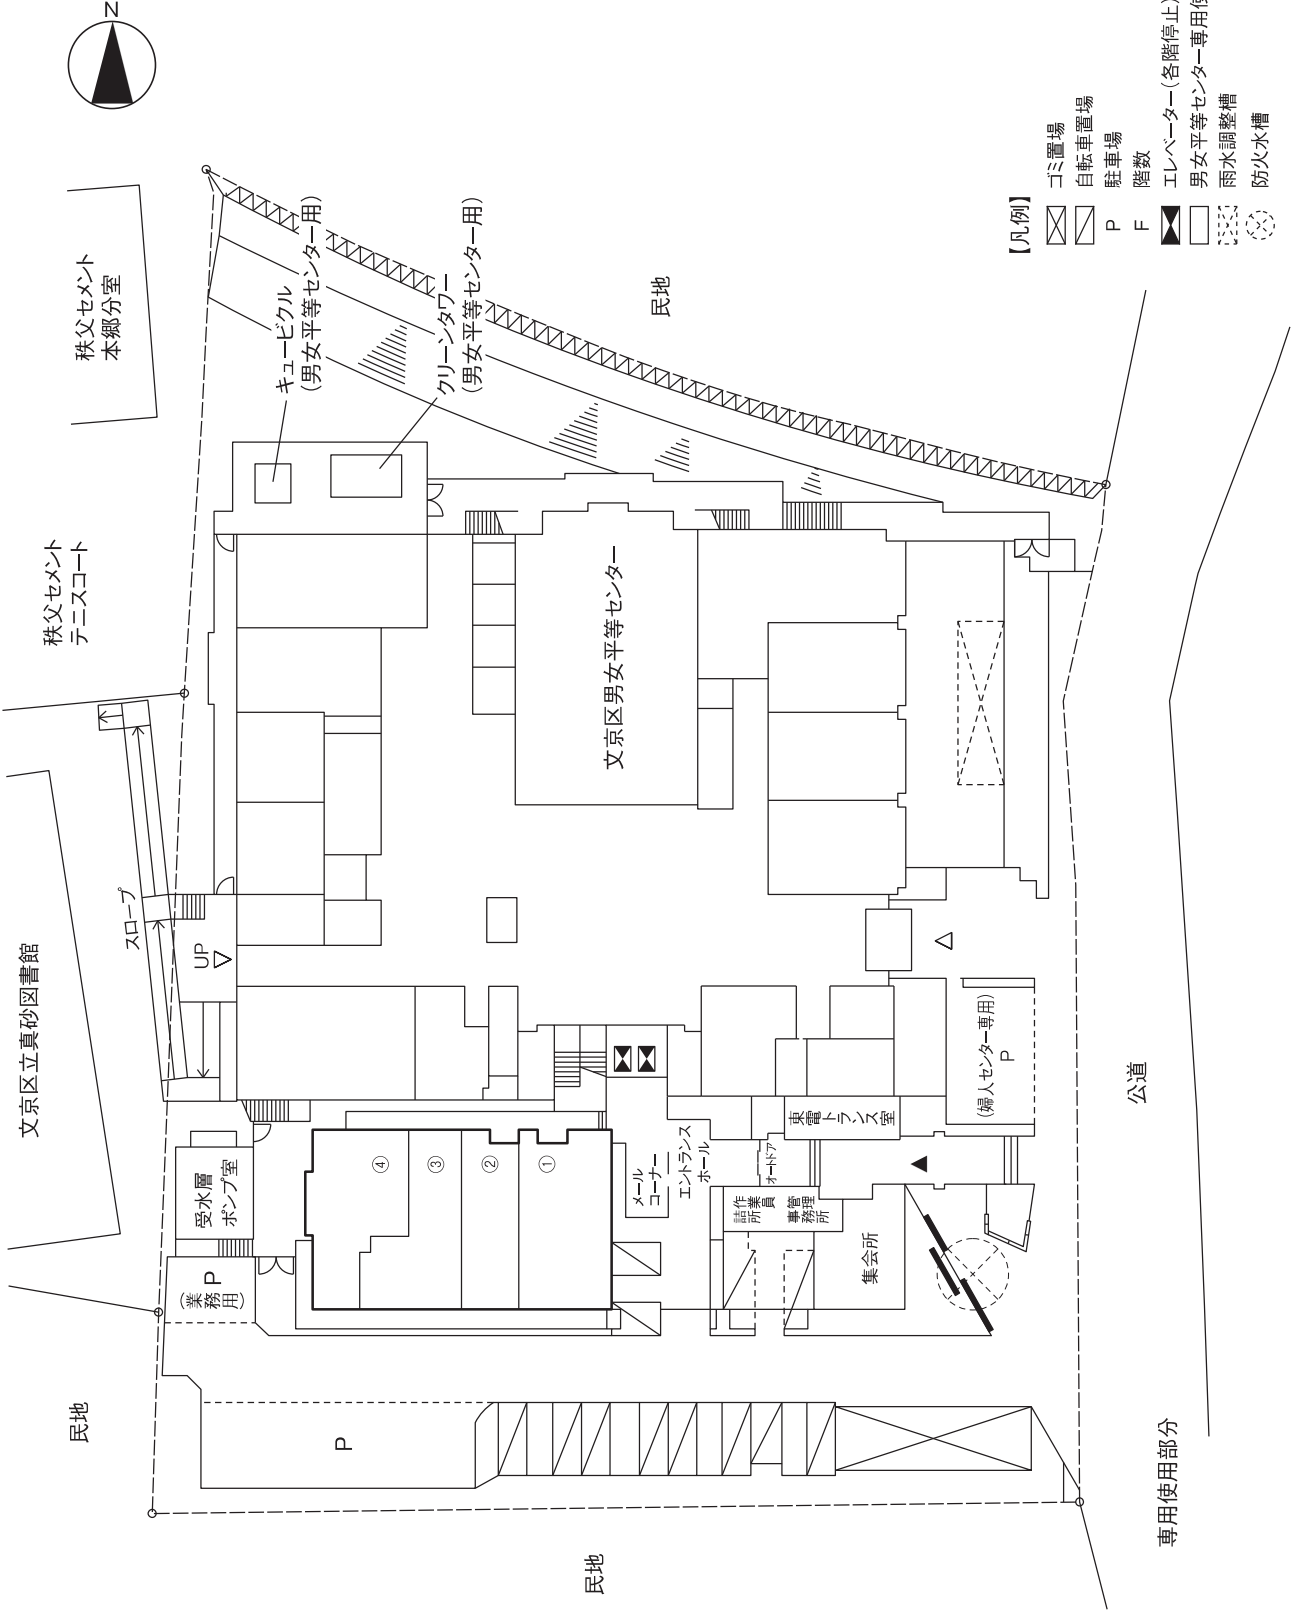 N
秩父セメント
本郷分室
キュービクル
(男女平等センター用)
クリーンタワー
(男女平等センター用)
民地
【凡例】
ゴミ置場
自転車置場
P 駐車場
F 階数
エレベーター(各階停止)
男女平等センター専用使
雨水調整槽
防火水槽
秩父セメント
テニスコート
文京区男女平等センター
スロープ
UP
文京区立真砂図書館
(婦人センター専用)
P
公道
東電トランス室
受水層
ポンプ室
④
③
②
①
メール
コーナー
エントランス
ホール
オートドア
作業員
詰所
管理
事務所
集会所
P
(業務用)
民地
P
専用使用部分
民地